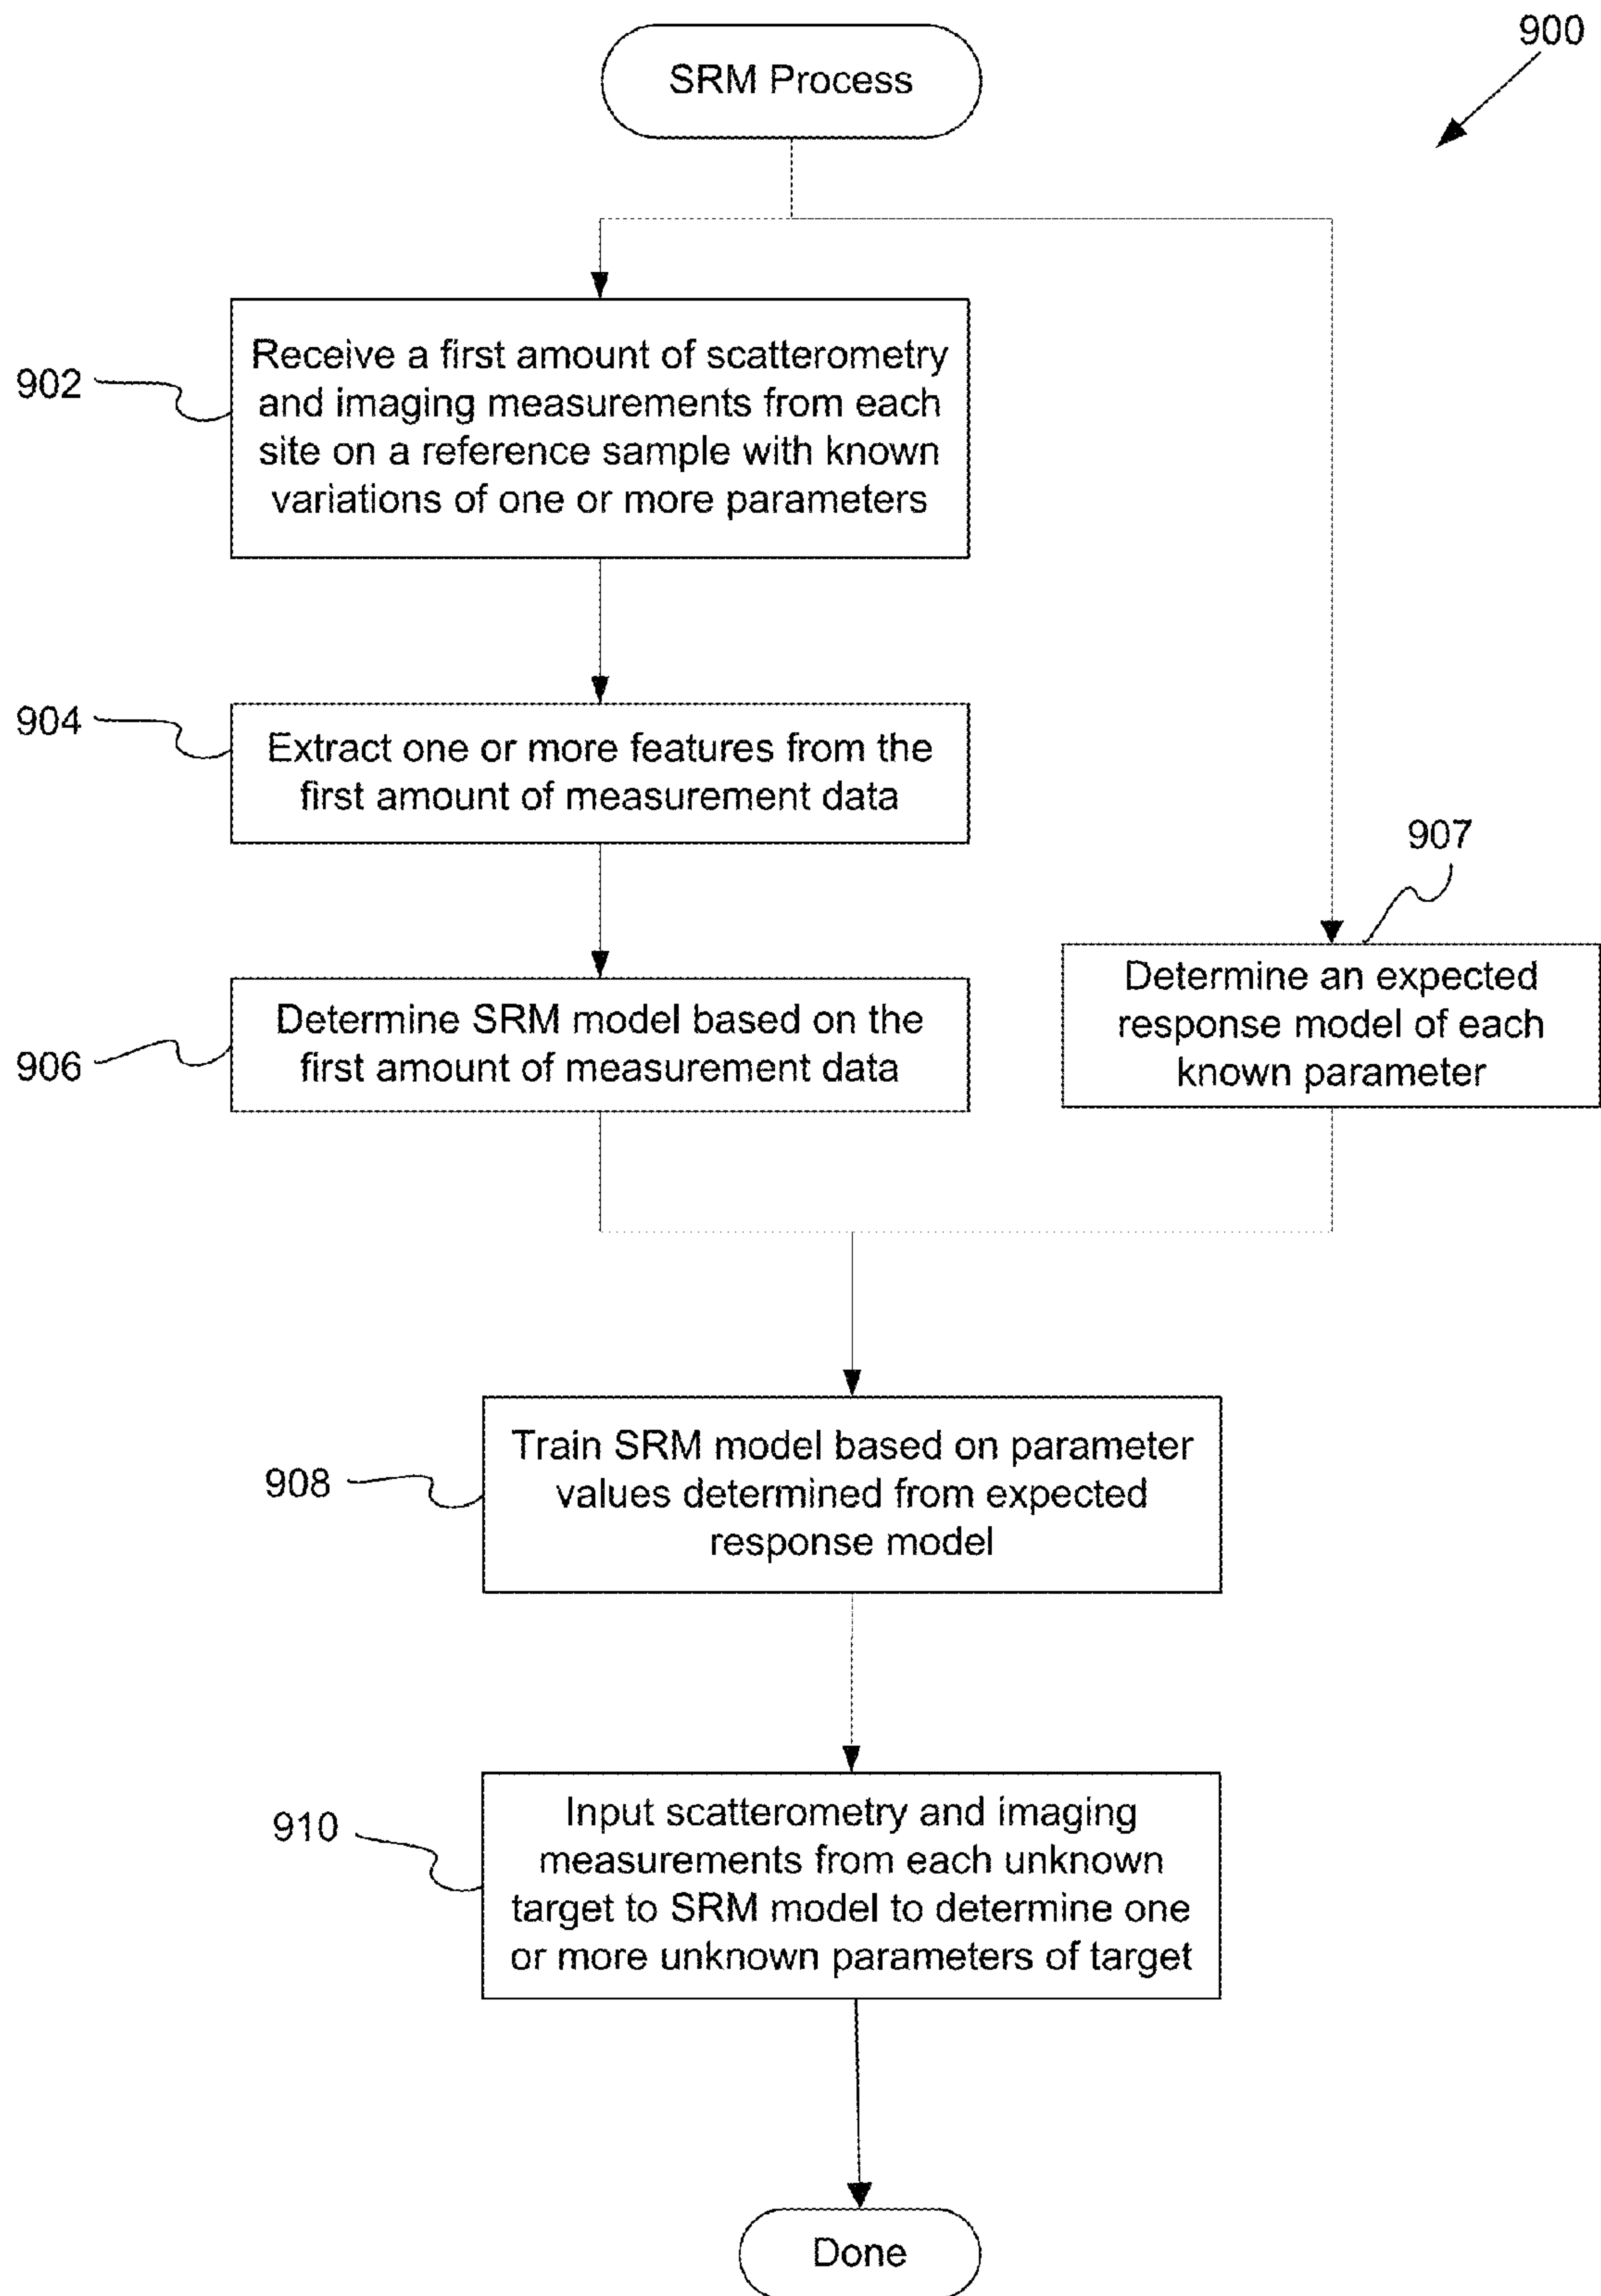 900
SRM Process
902
Receive a first amount of scatterometry
and imaging measurements from each
site on a reference sample with known
variations of one or more parameters
904
Extract one or more features from the
first amount of measurement data
907
906
Determine SRM model based on the
first amount of measurement data
Determine an expected
response model of each
known parameter
908
Train SRM model based on parameter
values determined from expected
response model
910
Input scatterometry and imaging
measurements from each unknown
target to SRM model to determine one
or more unknown parameters of target
Done